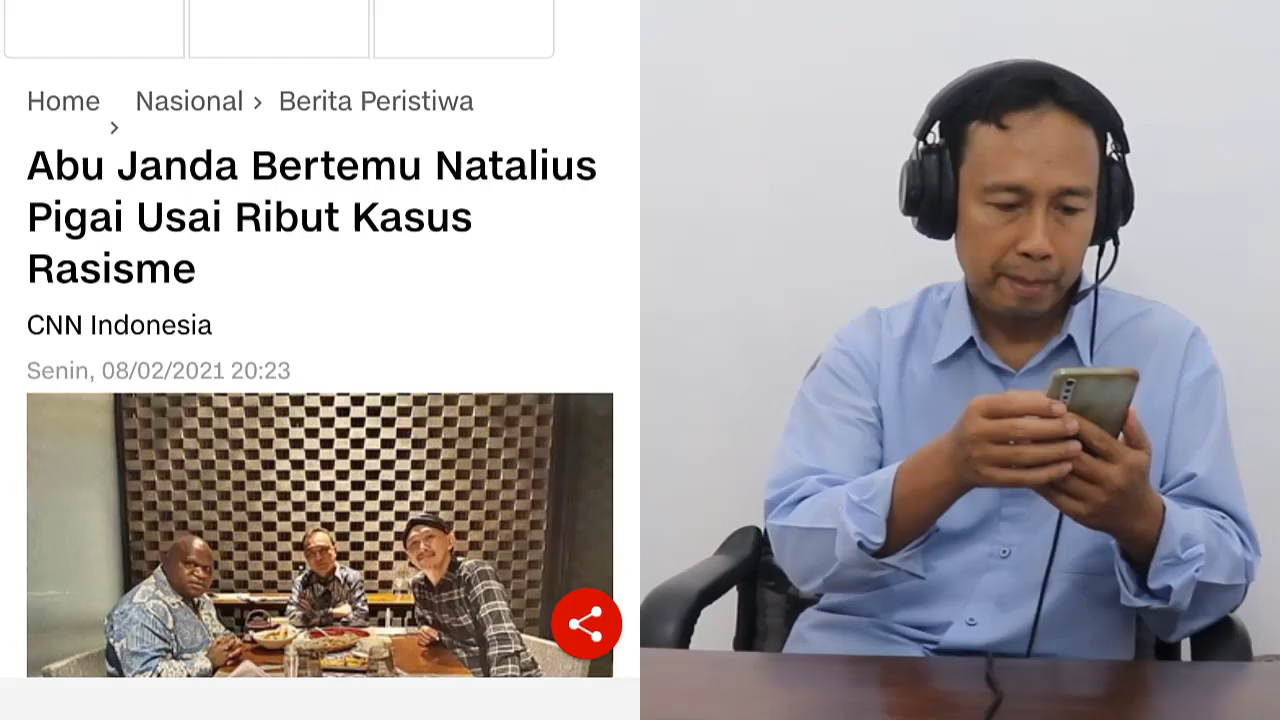 Home › Nasional › Berita Peristiwa
Abu Janda Bertemu Natalius
Pigai Usai Ribut Kasus
Rasisme
CNN Indonesia
Senin, 08/02/2021 20:23